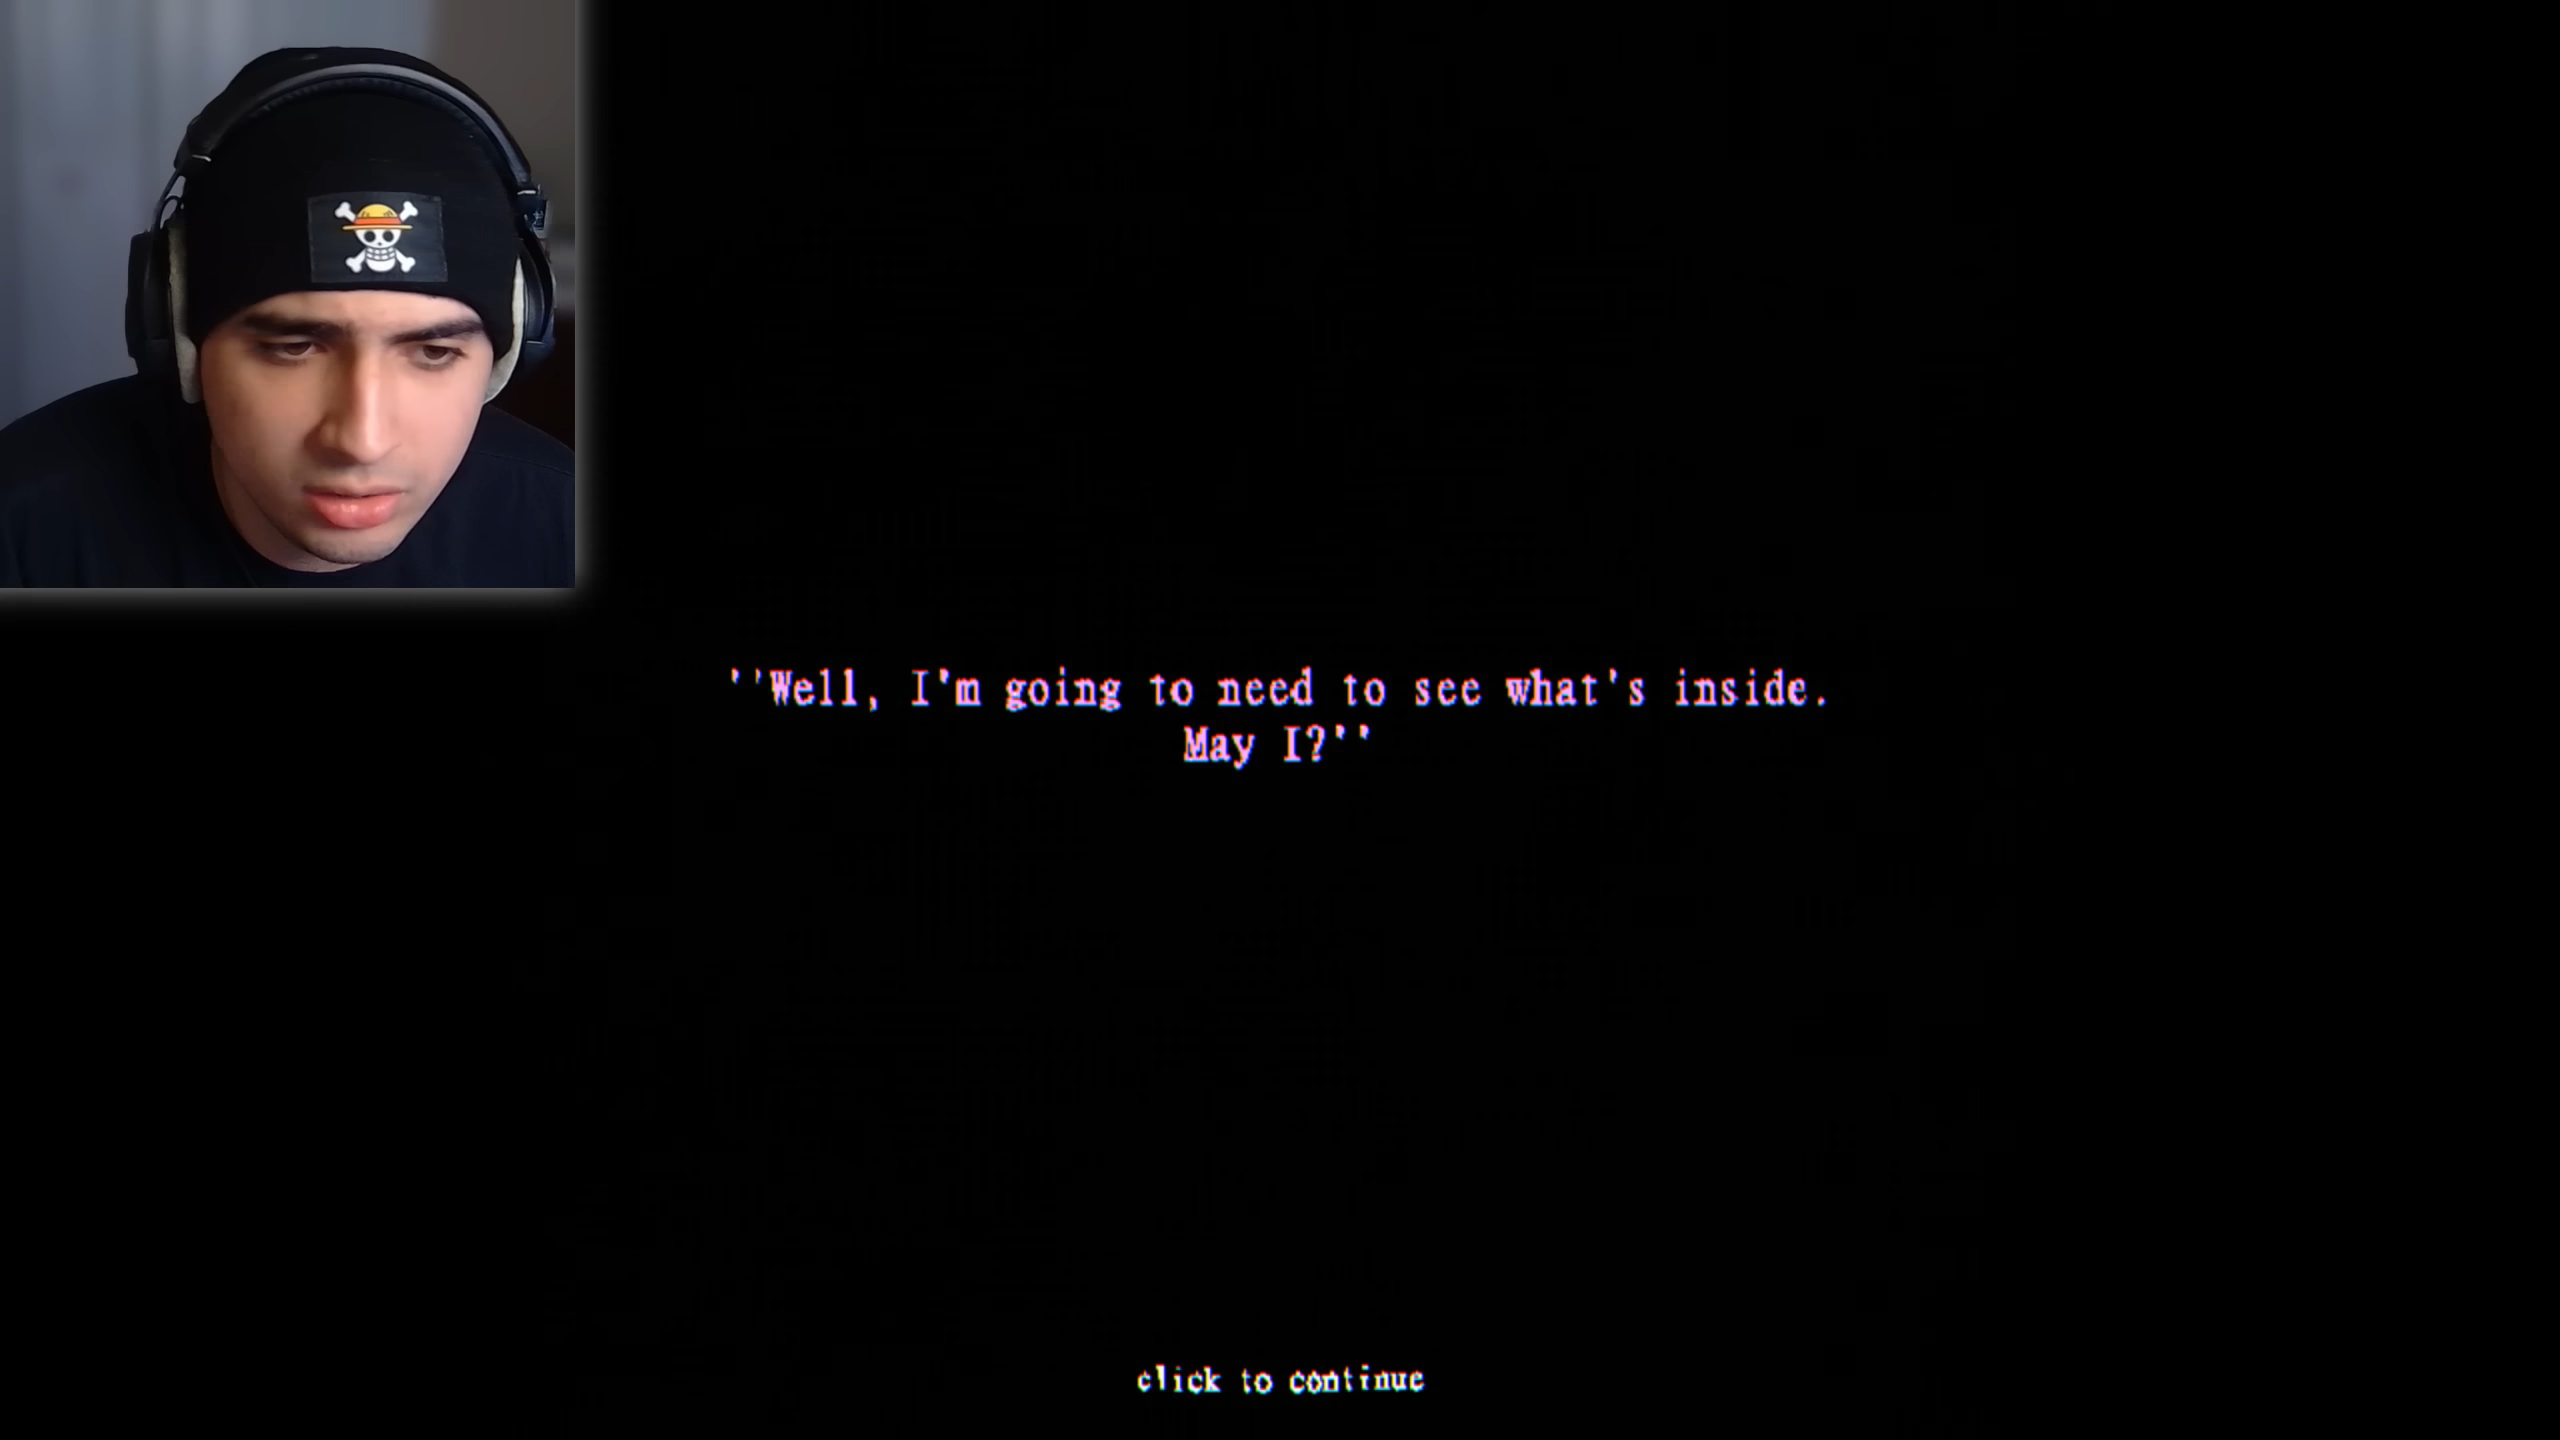 ''Well, I'm going to need to see what's inside.
May I?''
click to continue